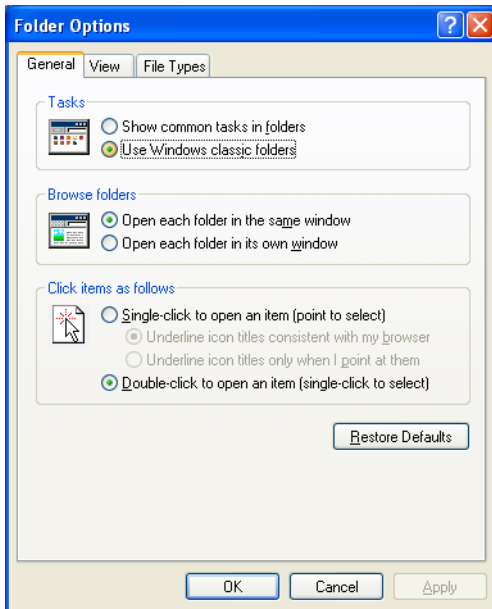 Folder Options
General View File Types
Tasks
Show common tasks in folders
Use Windows classic folders
Browse folders
Open each folder in the same window
Open each folder in its own window
Click items as follows
Single-click to open an item (point to select)
Underline icon titles consistent with my browser
Underline icon titles only when I point at them
Double-click to open an item (single-click to select)
Restore Defaults
OK Cancel Apply